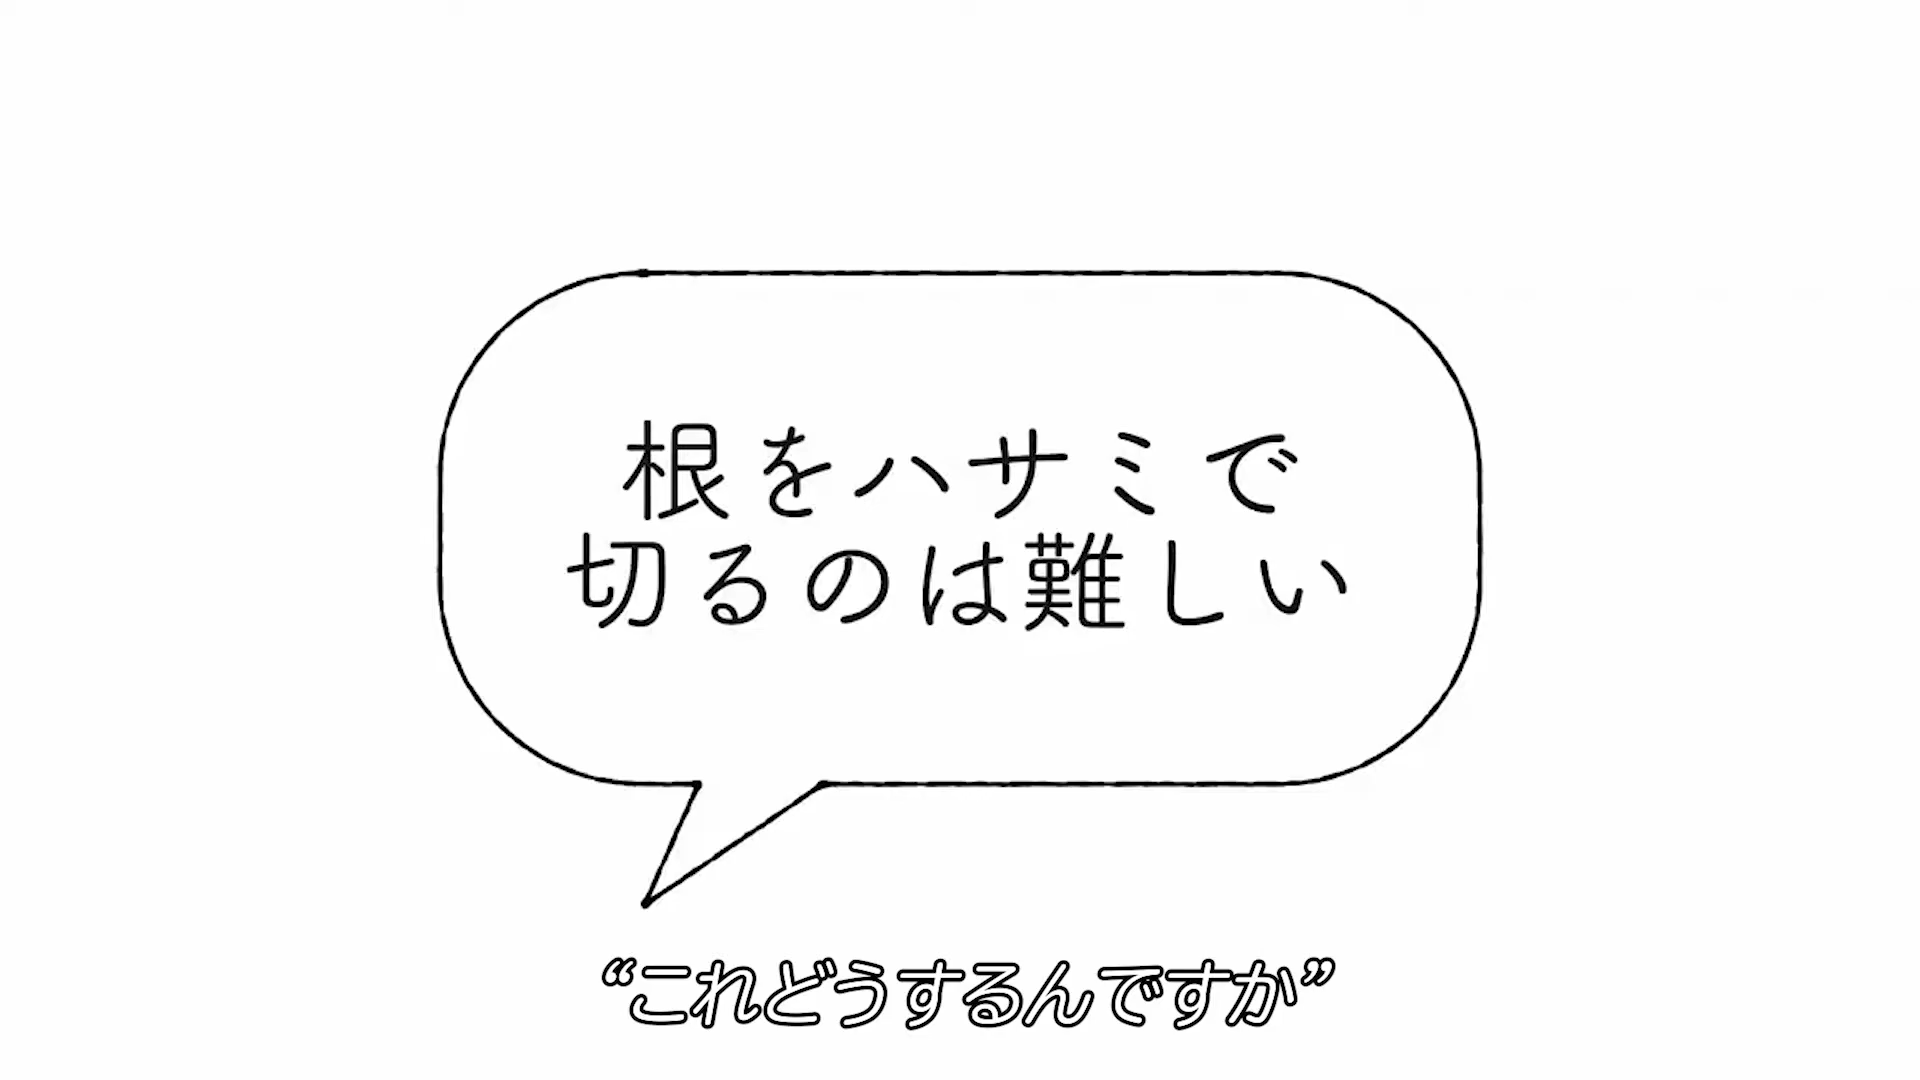 根をハサミで
切るのは難しい
“これどうするんですか”